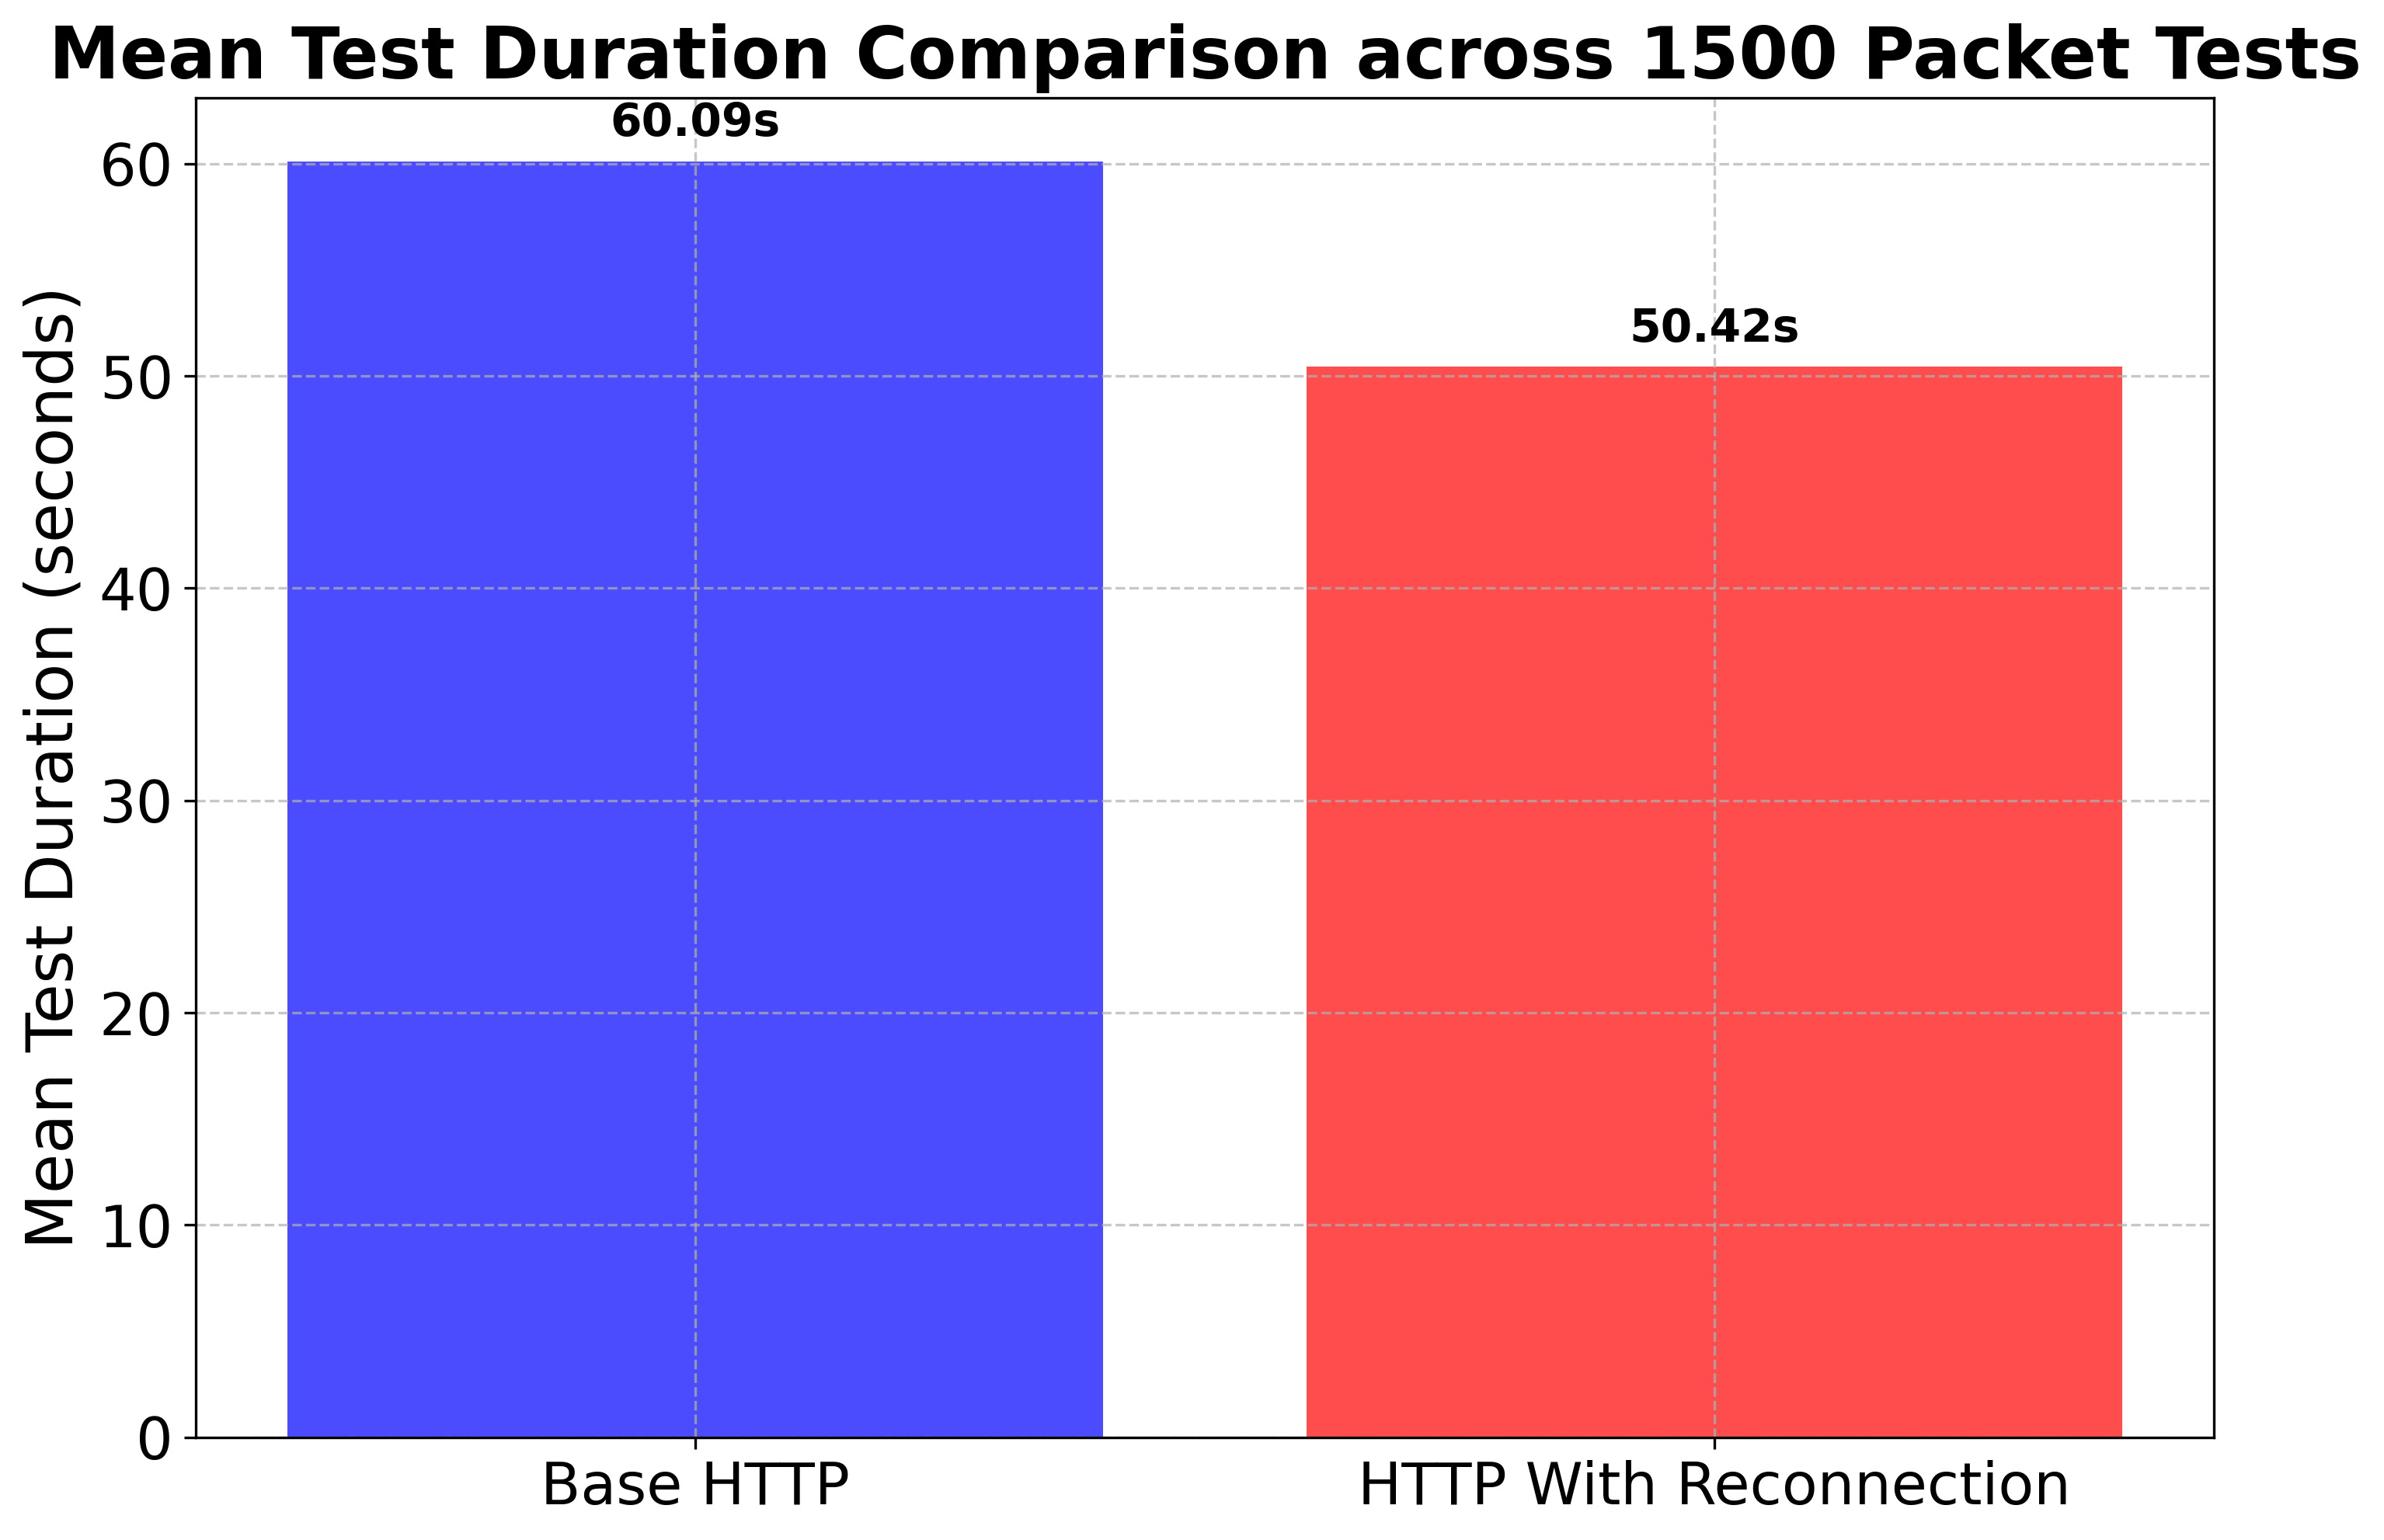 Mean Test Duration Comparison across 1500 Packet Tests
Mean Test Duration (seconds)
60
50
40
30
20
10
0
60.09s
50.42s
Base HTTP
HTTP With Reconnection